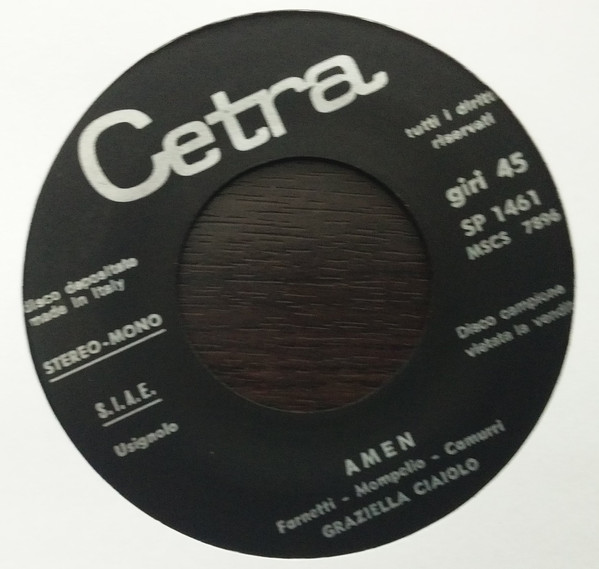 Cetra
tutti i diritti
riservati
giri 45
SP 1461
MSCS 7896
disco depositato
made in Italy
STEREO-MONO
S.I.A.E.
Usignolo
Disco campione
vietata la vendita
AMEN
Farnetti - Mompello - Camurri
GRAZIELLA CIAIOLO